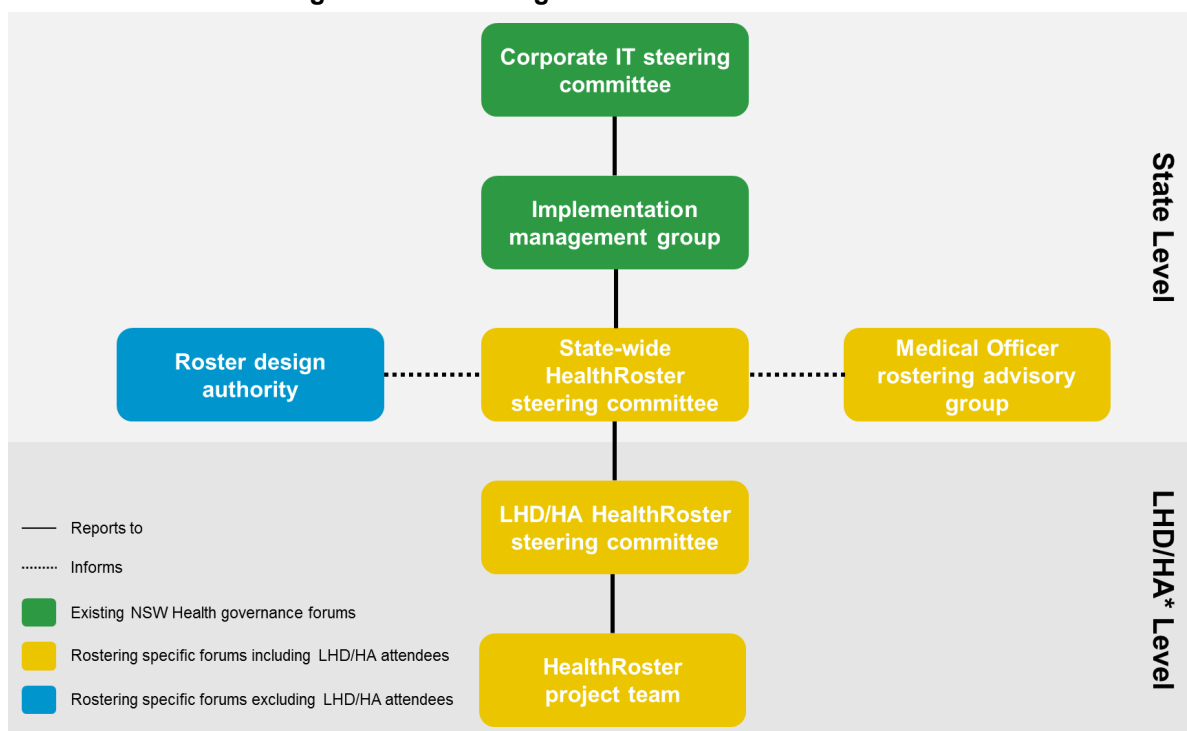 Corporate IT steering
committee
Implementation
management group
Roster design
authority
State-wide
HealthRoster
steering committee
Medical Officer
rostering advisory
group
State Level
LHD/HA HealthRoster
steering committee
HealthRoster
project team
LHD/HA* Level
Reports to
Informs
Existing NSW Health governance forums
Rostering specific forums including LHD/HA attendees
Rostering specific forums excluding LHD/HA attendees